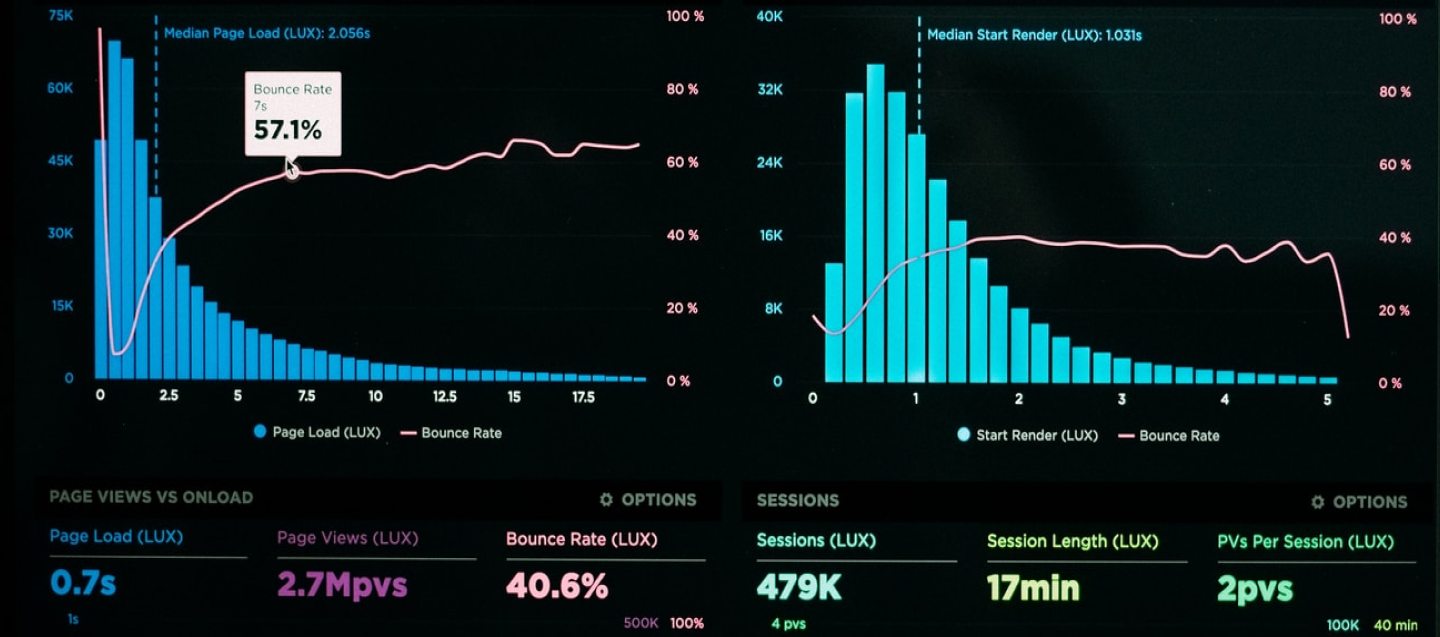 75K
60K
45K
30K
15K
0
100 %
80 %
60 %
40 %
20 %
0 %
Median Page Load (LUX): 2.056s
Bounce Rate
7s
57.1%
0 2.5 5 7.5 10 12.5 15 17.5
Page Load (LUX) Bounce Rate
40K
32K
24K
16K
8K
0
100 %
80 %
60 %
40 %
20 %
0 %
Median Start Render (LUX): 1.031s
0 1 2 3 4 5
Start Render (LUX) Bounce Rate
PAGE VIEWS VS ONLOAD OPTIONS
Page Load (LUX) Page Views (LUX) Bounce Rate (LUX)
0.7s 2.7Mpvs 40.6%
1s 500K 100%
SESSIONS OPTIONS
Sessions (LUX) Session Length (LUX) PVs Per Session (LUX)
479K 17min 2pvs
4 pvs 100K 40 min